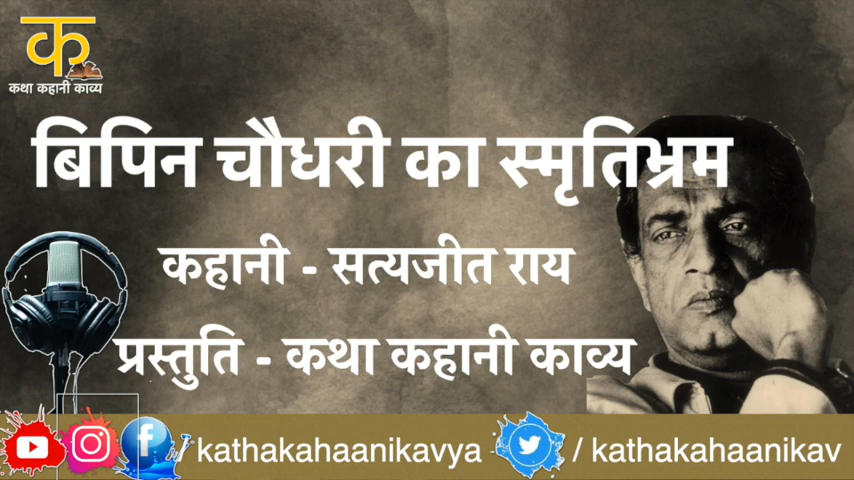 क
कथा कहानी काव्य
बिपिन चौधरी का स्मृतिभ्रम
कहानी - सत्यजीत राय
प्रस्तुति - कथा कहानी काव्य
/ kathakahaanikavya / kathakahaanikav